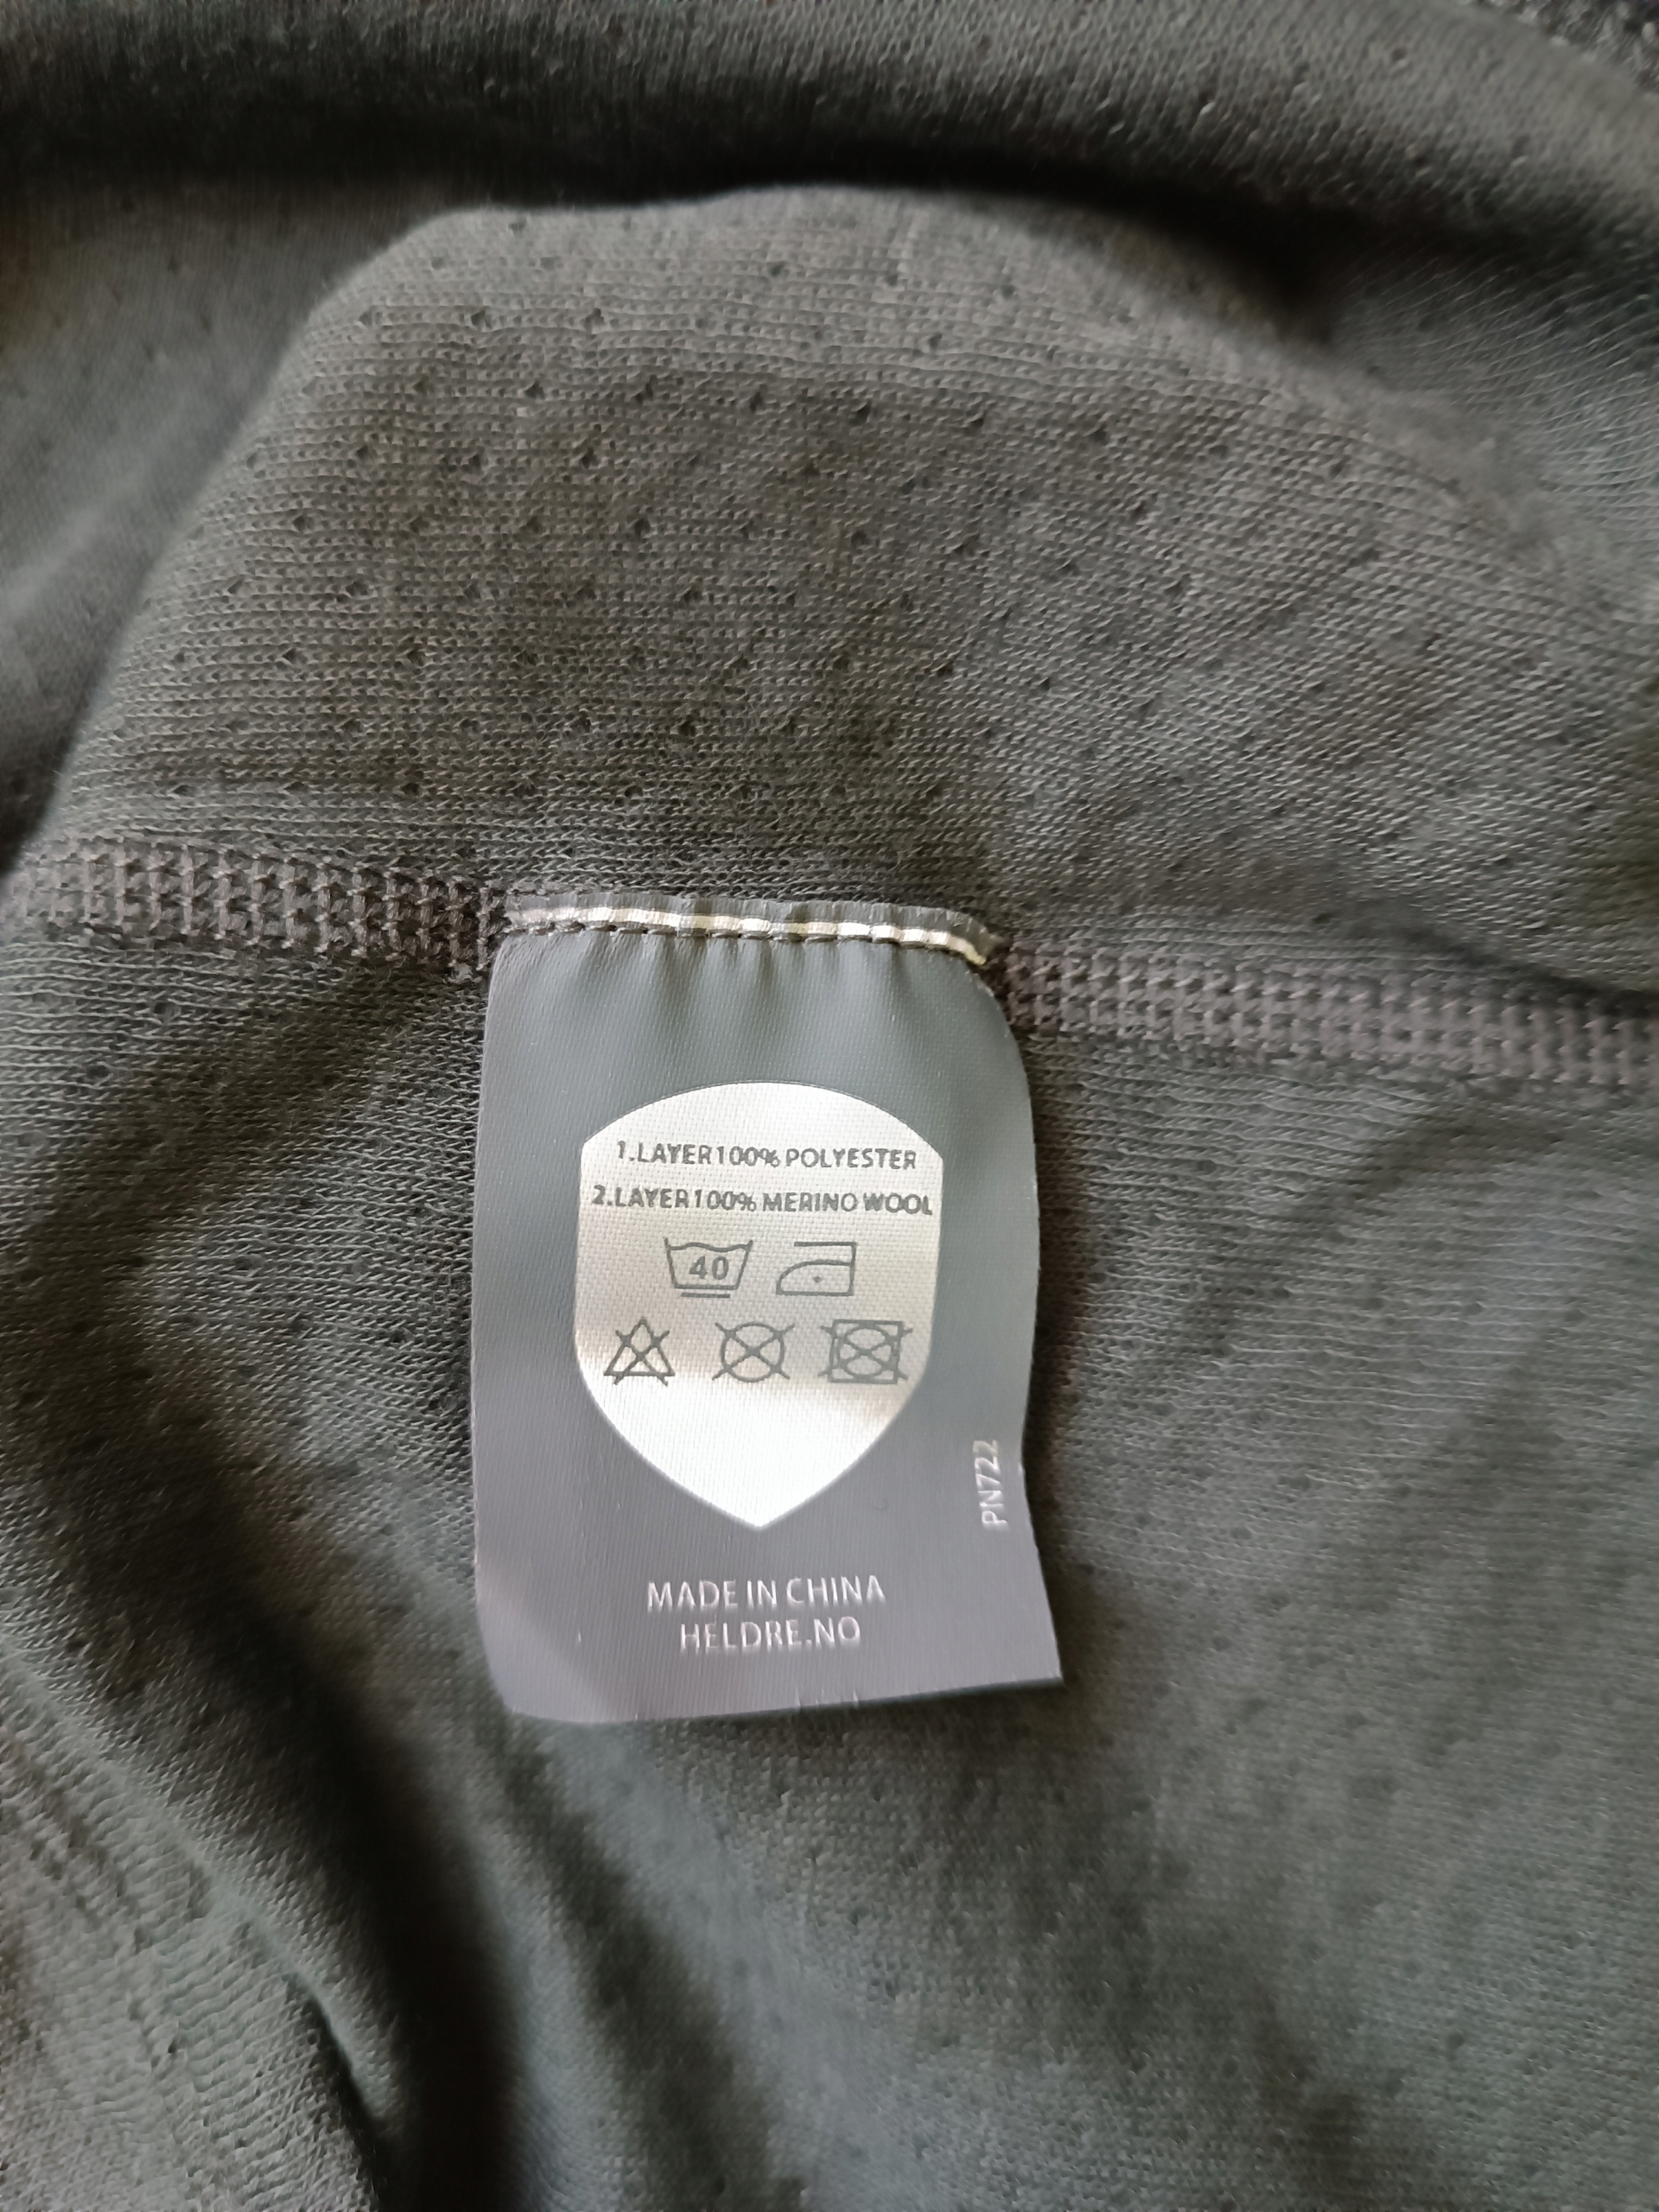 1.LAYER100% POLYESTER
2.LAYER100% MERINO WOOL
40
PN722
MADE IN CHINA
HELDRE.NO